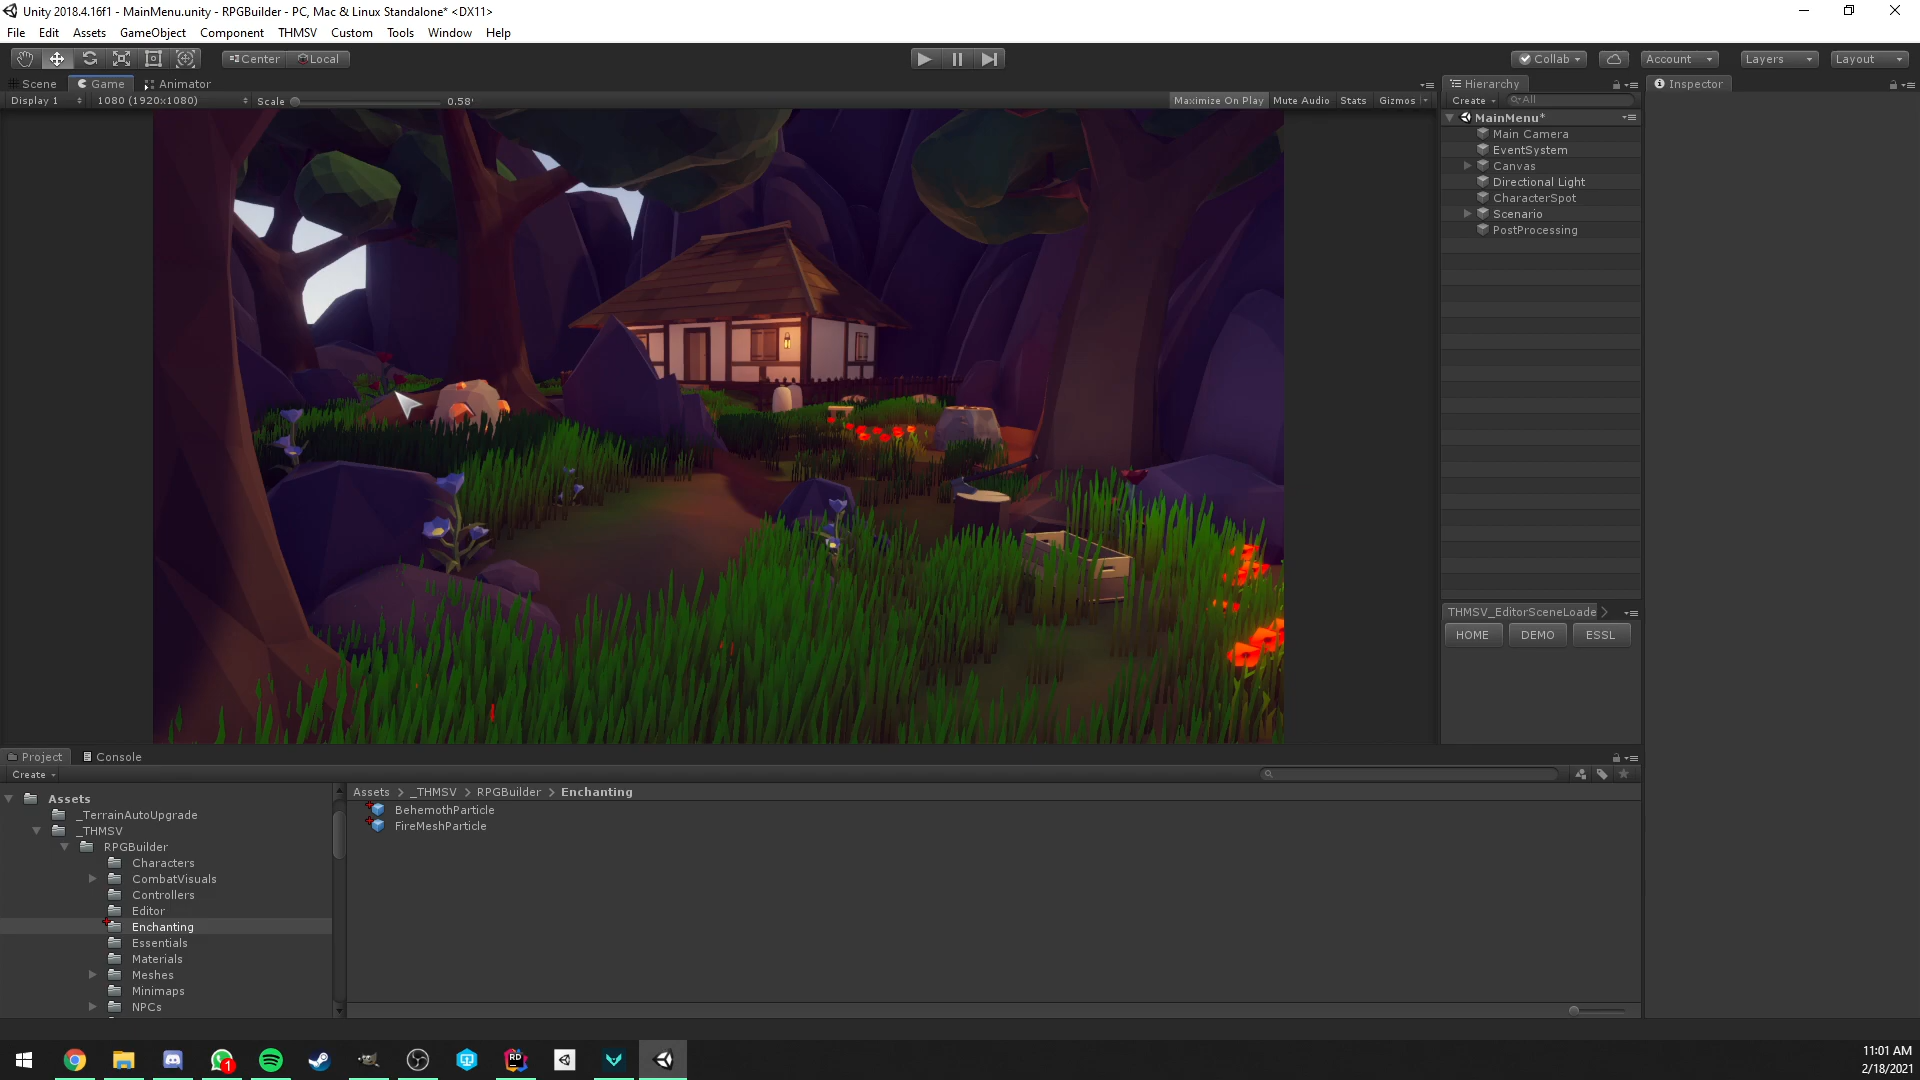 Unity 2018.4.16f1 - MainMenu.unity - RPGBuilder - PC, Mac & Linux Standalone* <DX11>
File Edit Assets GameObject Component THMSV Custom Tools Window Help
Center Local Collab Account Layers Layout
Scene Game Animator Hierarchy Inspector
Display 1 1080 (1920x1080) Scale 0.58 Maximize On Play Mute Audio Stats Gizmos Create All
MainMenu*
Main Camera
EventSystem
Canvas
Directional Light
CharacterSpot
Scenario
PostProcessing
THMSV_EditorSceneLoade
HOME DEMO ESSL
Project Console
Create
Assets > _THMSV > RPGBuilder > Enchanting
BehemothParticle
FireMeshParticle
Assets
_TerrainAutoUpgrade
_THMSV
RPGBuilder
Characters
CombatVisuals
Controllers
Editor
Enchanting
Essentials
Materials
Meshes
Minimaps
NPCs
1
RD
11:01 AM
2/18/2021